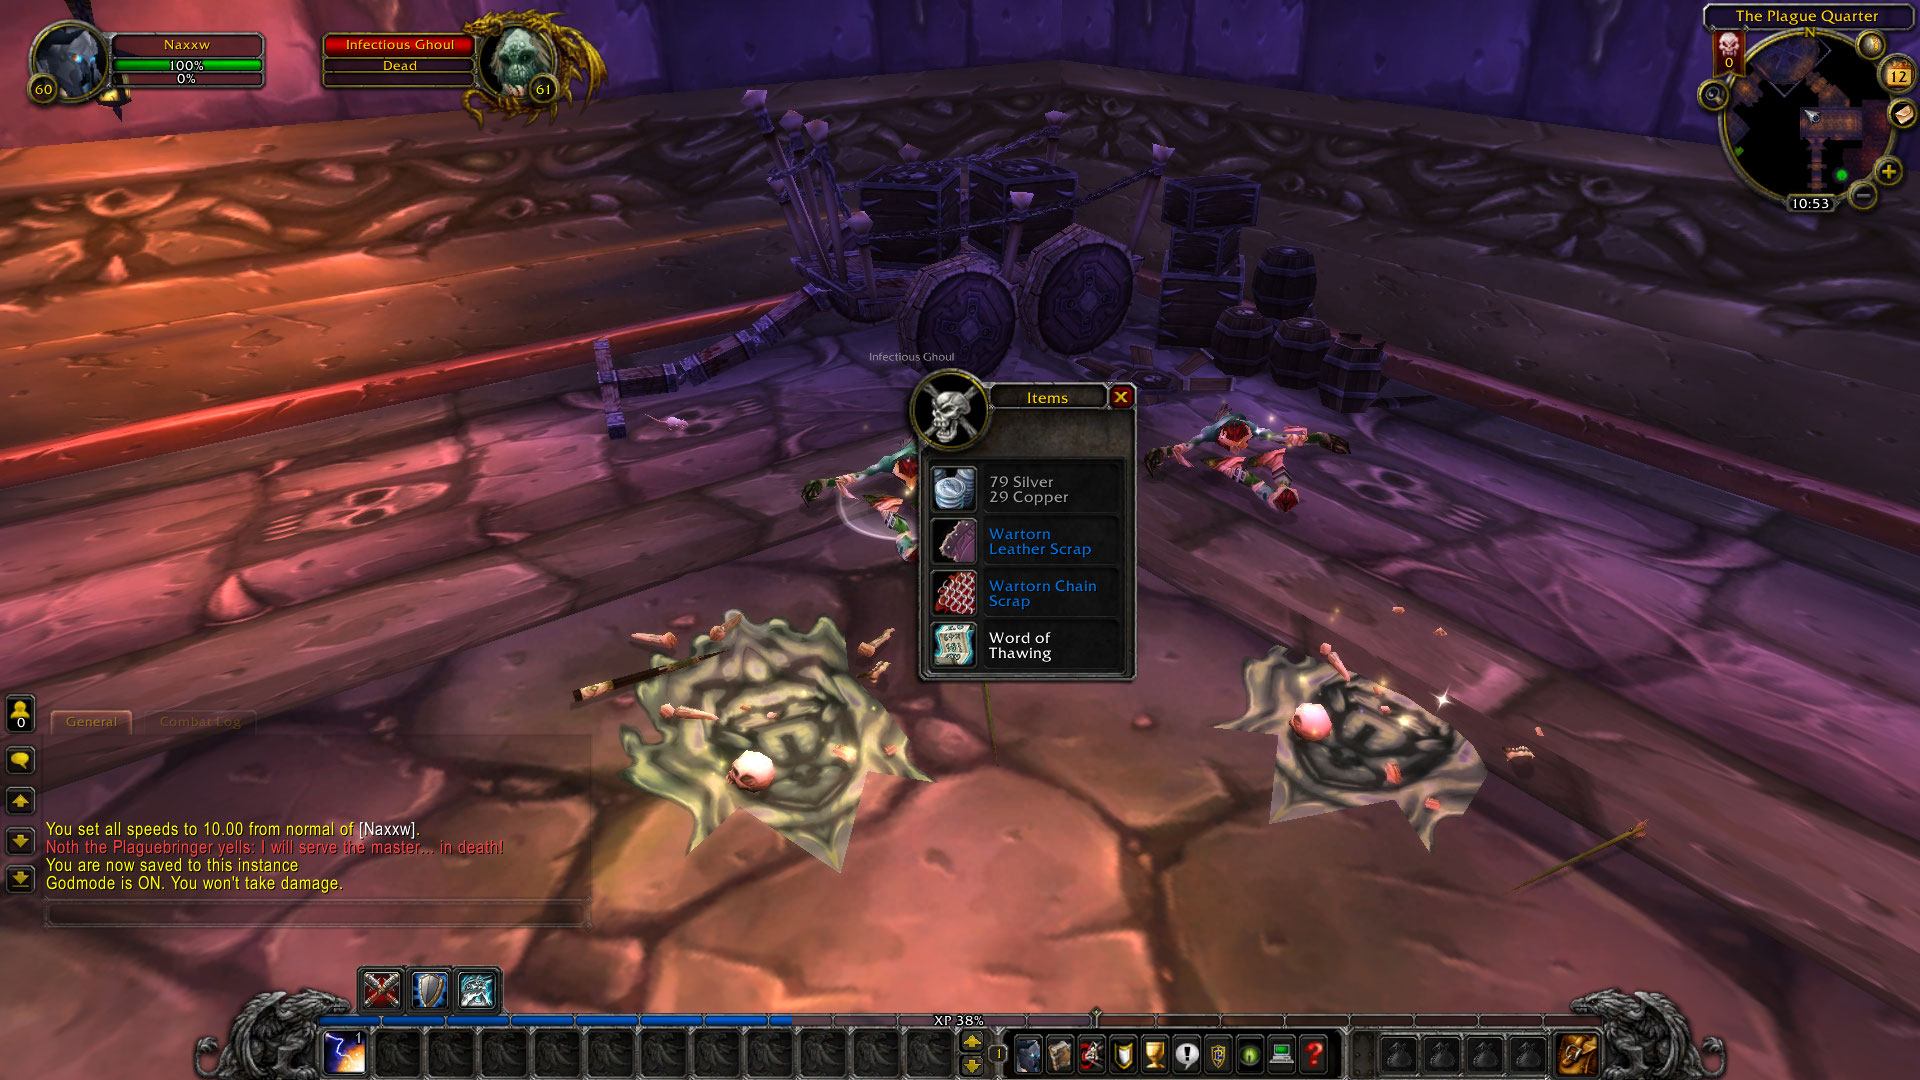 Naxxw
100%
0%
60
Infectious Ghoul
Dead
61
The Plague Quarter
N
0
12
10:53
Infectious Ghoul
Items
79 Silver
29 Copper
Wartorn
Leather Scrap
Wartorn Chain
Scrap
Word of
Thawing
0
General
Combat Log
You set all speeds to 10.00 from normal of [Naxxw].
Noth the Plaguebringer yells: I will serve the master... in death!
You are now saved to this instance
Godmode is ON. You won't take damage.
XP 38%
1
1